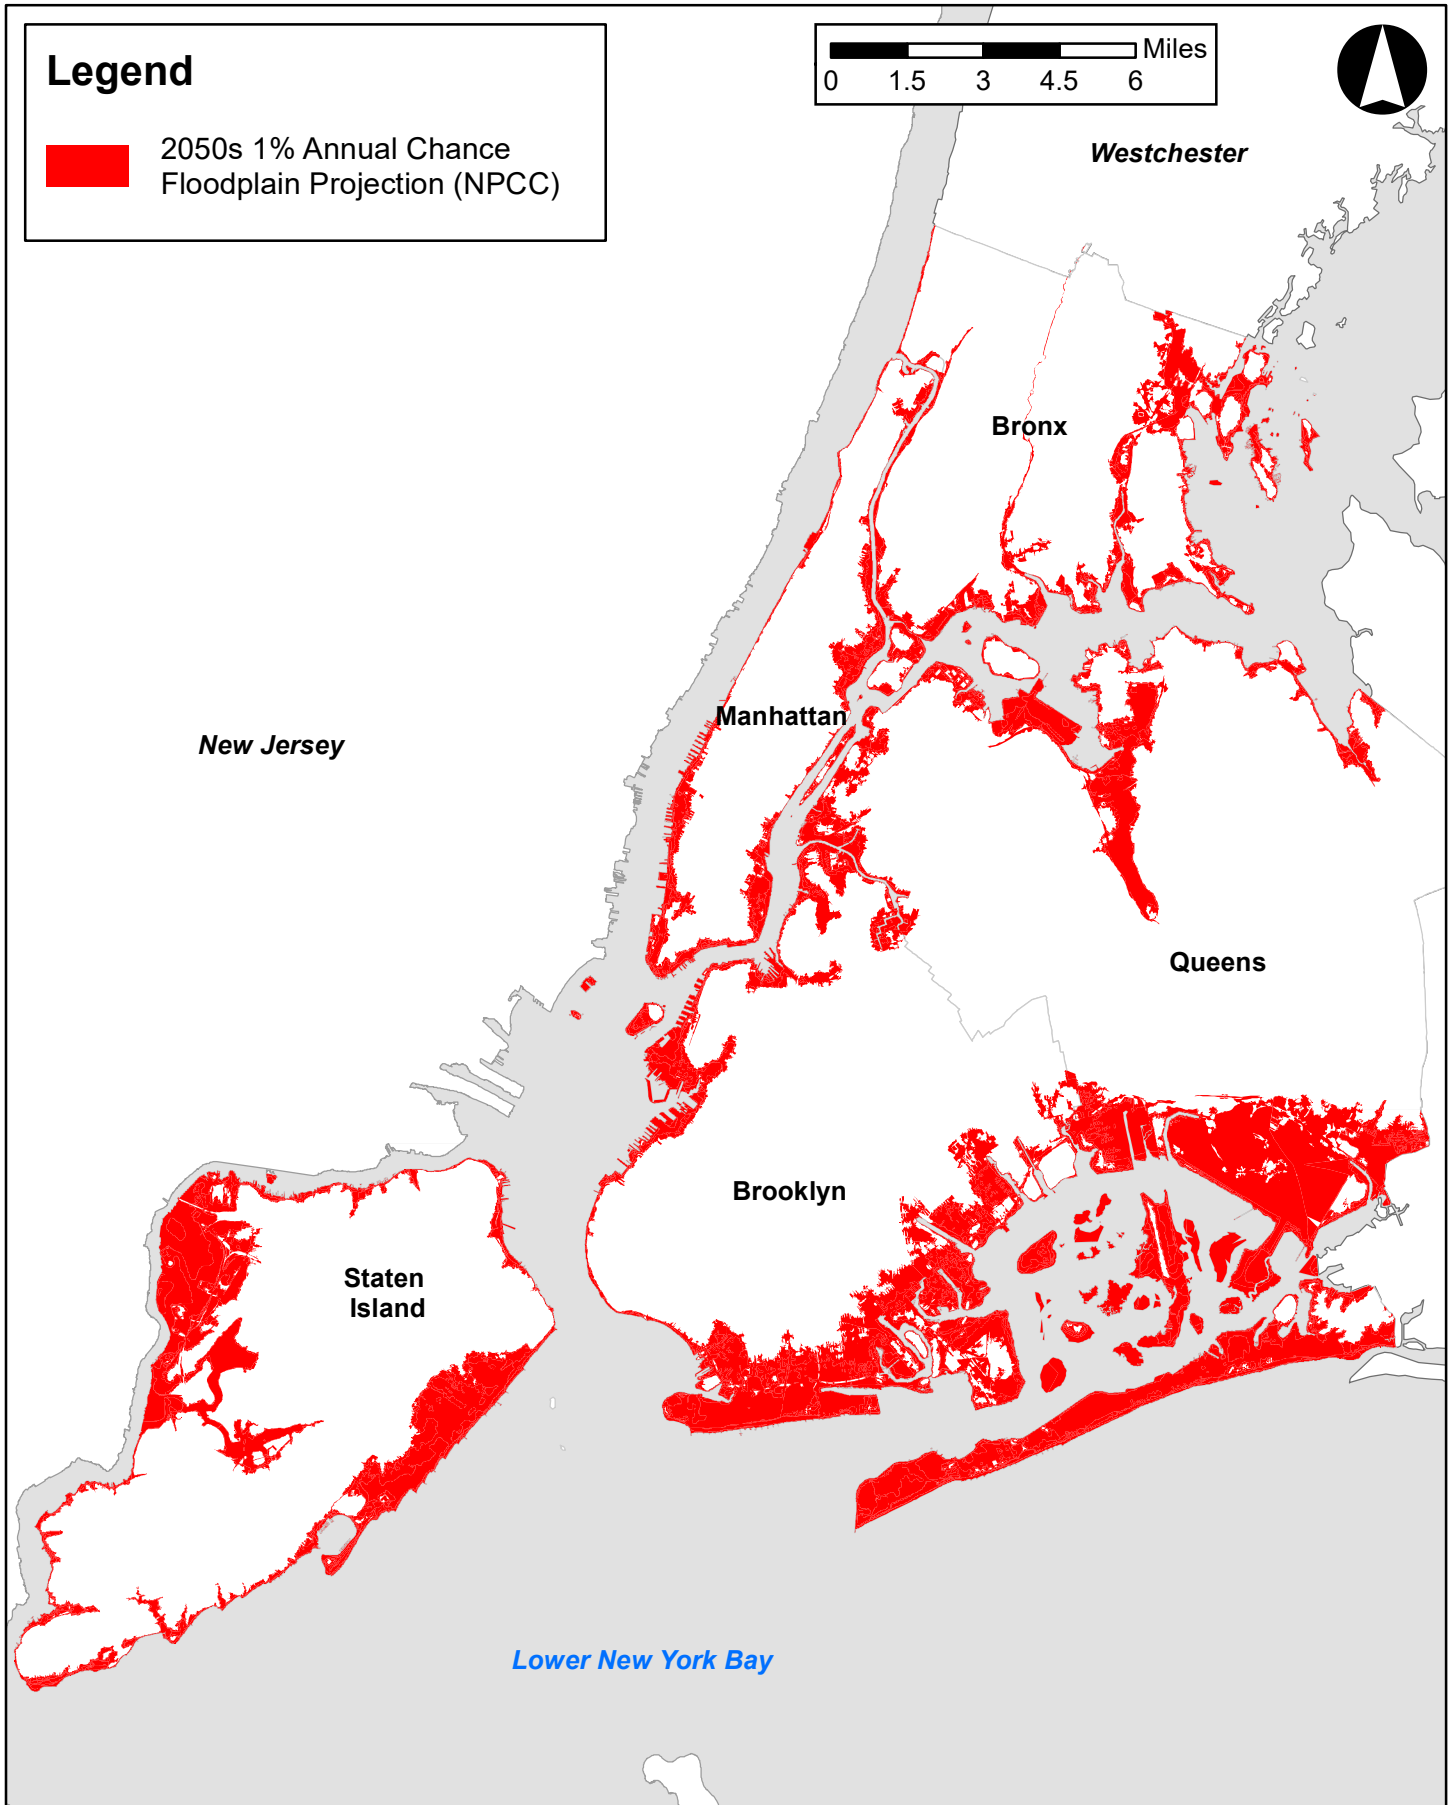 Legend
2050s 1% Annual Chance
Floodplain Projection (NPCC)
Miles
0 1.5 3 4.5 6
Westchester
Bronx
Manhattan
New Jersey
Queens
Brooklyn
Staten
Island
Lower New York Bay